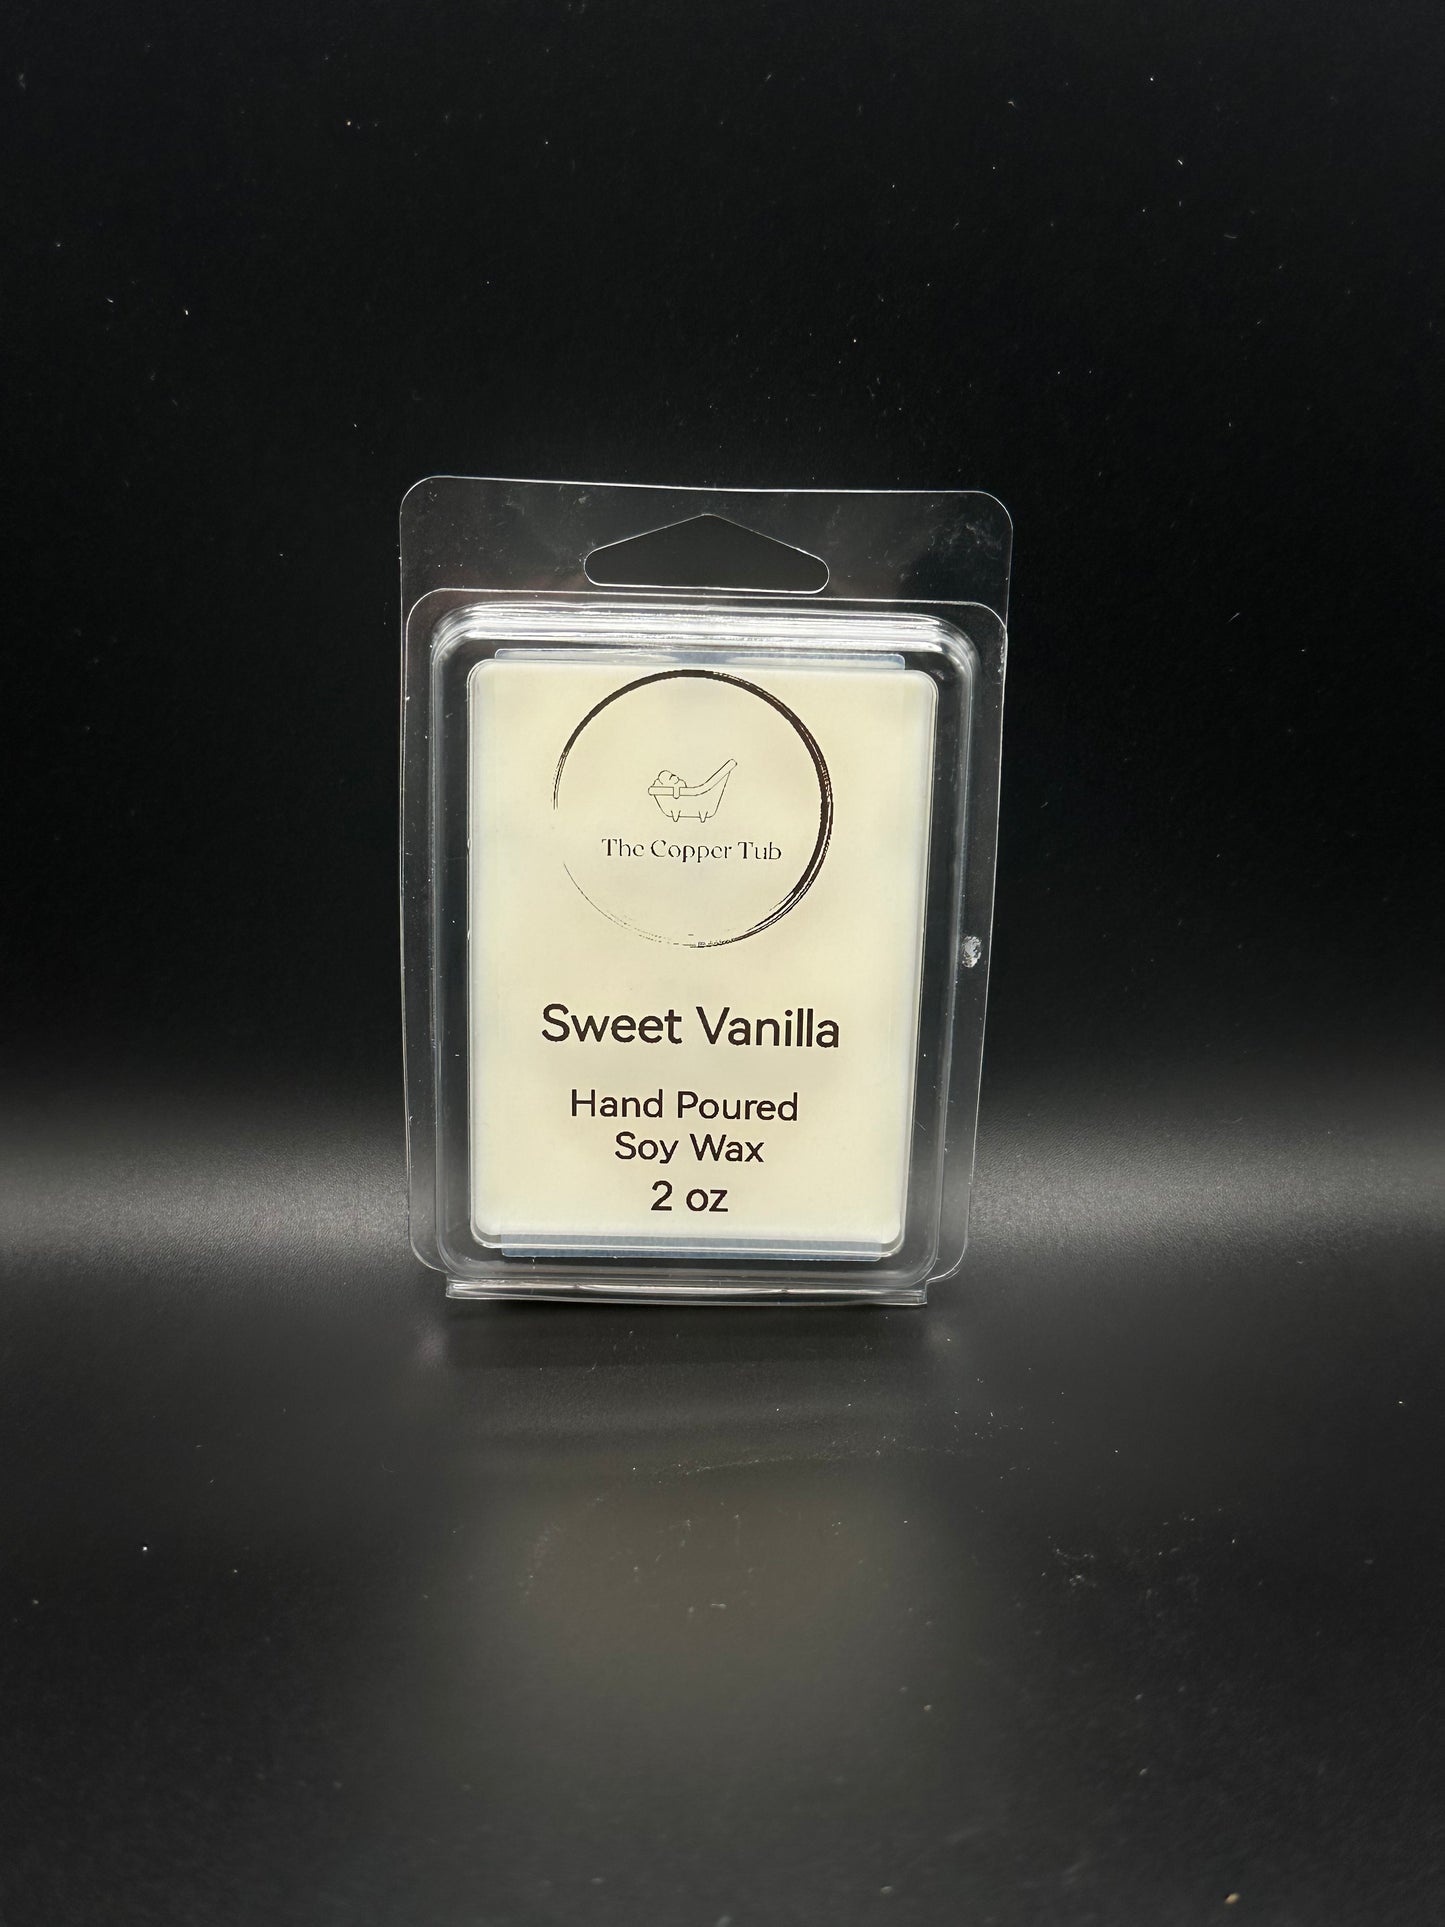 The Copper Tub
Sweet Vanilla
Hand Poured
Soy Wax
2 oz